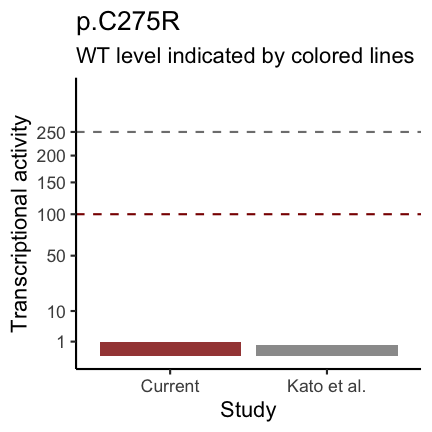 p.C275R
WT level indicated by colored lines
Transcriptional activity
250
200
150
100
50
10
1
Current
Kato et al.
Study